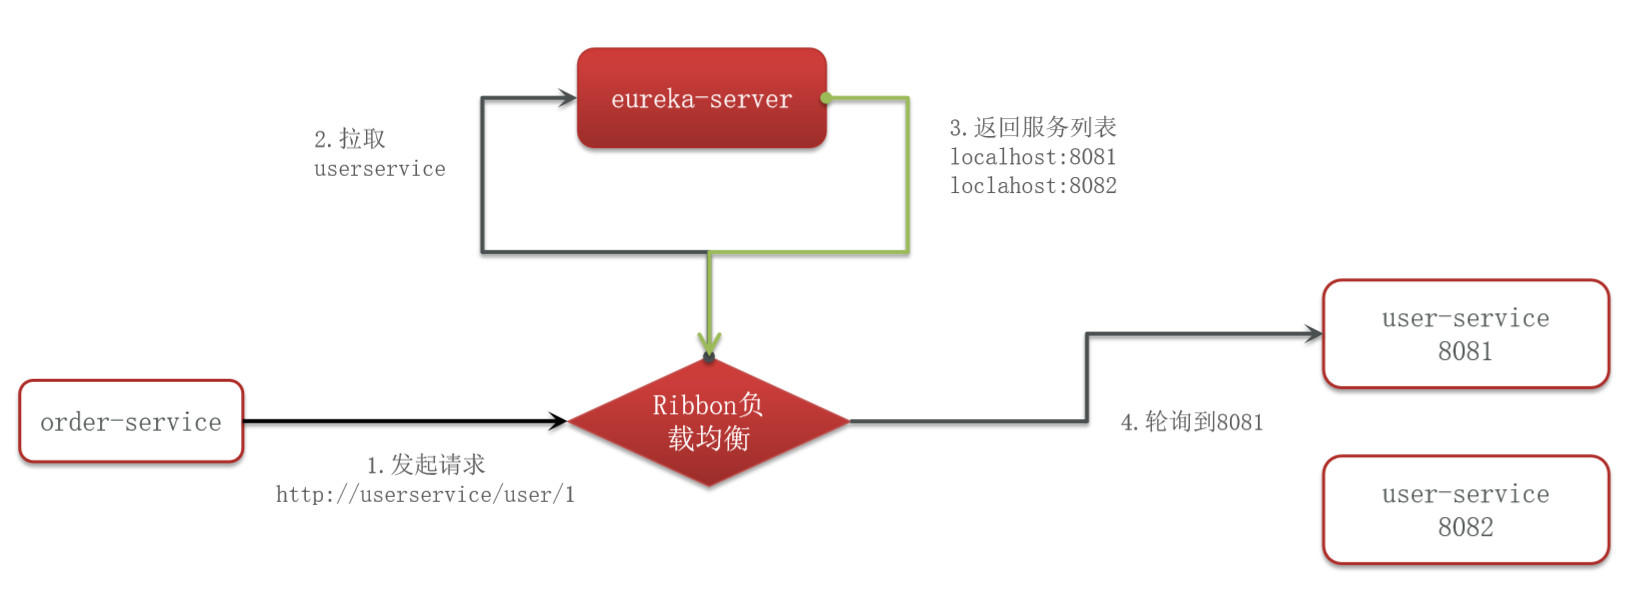 eureka-server
2.拉取
userservice
3.返回服务列表
localhost:8081
loclahost:8082
order-service
1.发起请求
http://userservice/user/1
Ribbon负
载均衡
4.轮询到8081
user-service
8081
user-service
8082